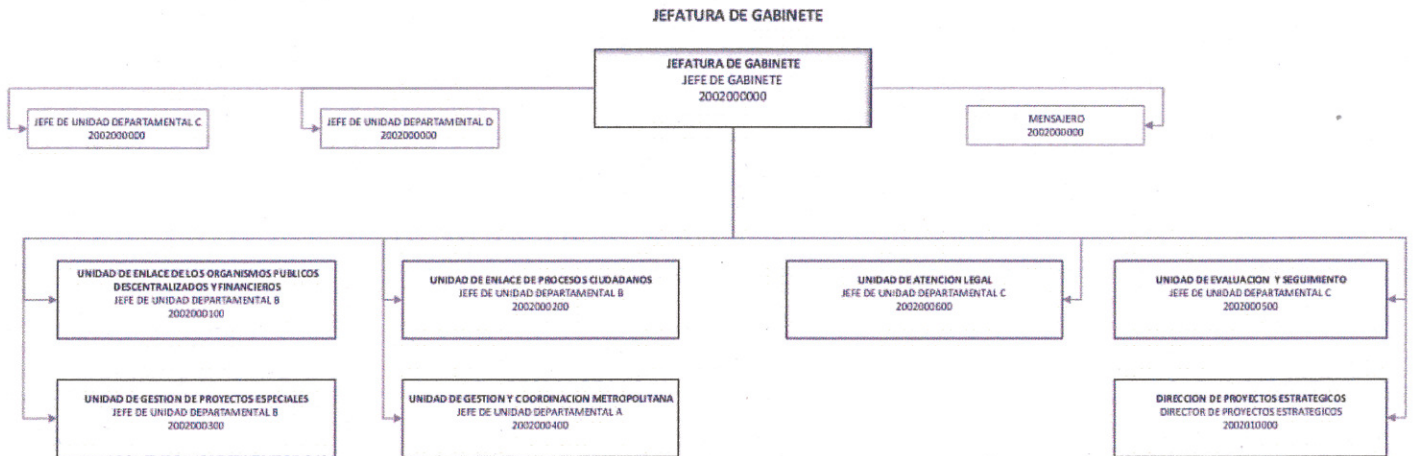 JEFATURA DE GABINETE
JEFATURA DE GABINETE
JEFE DE GABINETE
2002000000
JEFE DE UNIDAD DEPARTAMENTAL C
2002000000
JEFE DE UNIDAD DEPARTAMENTAL D
2002000000
MENSAJERO
2002000000
UNIDAD DE ENLACE DE LOS ORGANISMOS PUBLICOS
DESCENTRALIZADOS Y FINANCIEROS
JEFE DE UNIDAD DEPARTAMENTAL B
2002000100
UNIDAD DE ENLACE DE PROCESOS CIUDADANOS
JEFE DE UNIDAD DEPARTAMENTAL B
2002000200
UNIDAD DE ATENCION LEGAL
JEFE DE UNIDAD DEPARTAMENTAL C
2002000600
UNIDAD DE EVALUACION Y SEGUIMIENTO
JEFE DE UNIDAD DEPARTAMENTAL C
2002000500
UNIDAD DE GESTION DE PROYECTOS ESPECIALES
JEFE DE UNIDAD DEPARTAMENTAL B
2002000300
UNIDAD DE GESTION Y COORDINACION METROPOLITANA
JEFE DE UNIDAD DEPARTAMENTAL A
2002000400
DIRECCION DE PROYECTOS ESTRATEGICOS
DIRECTOR DE PROYECTOS ESTRATEGICOS
2002010000